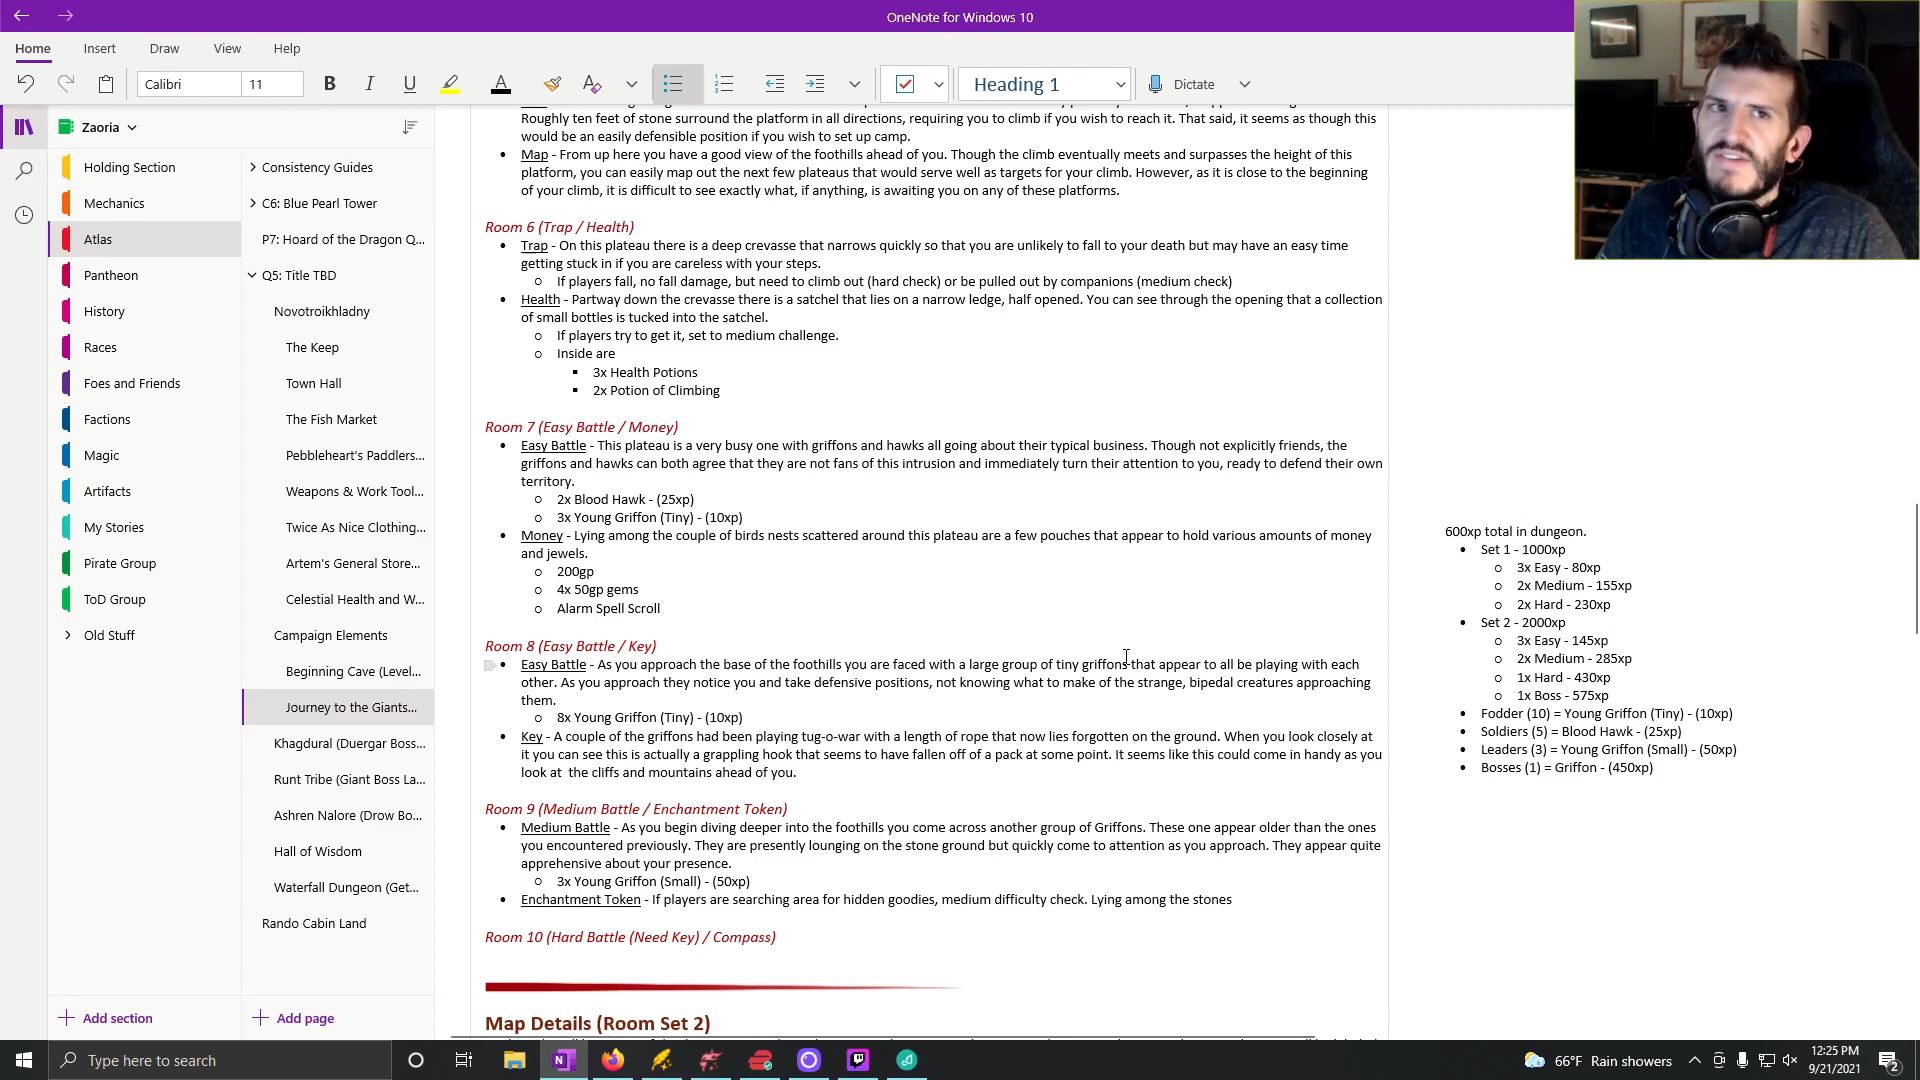 OneNote for Windows 10
Home
Insert
Draw
View
Help
Calibri
11
B
I
U
A
A
Heading 1
Dictate
Zaoria
Holding Section
Mechanics
Atlas
Pantheon
History
Races
Foes and Friends
Factions
Magic
Artifacts
My Stories
Pirate Group
ToD Group
Old Stuff
Add section
Consistency Guides
C6: Blue Pearl Tower
P7: Hoard of the Dragon Q...
Q5: Title TBD
Novotroikhladny
The Keep
Town Hall
The Fish Market
Pebbleheart's Paddlers...
Weapons & Work Tool...
Twice As Nice Clothing...
Artem's General Store...
Celestial Health and W...
Campaign Elements
Beginning Cave (Level...
Journey to the Giants...
Khagdural (Duergar Boss...
Runt Tribe (Giant Boss La...
Ashren Nalore (Drow Bo...
Hall of Wisdom
Waterfall Dungeon (Get...
Rando Cabin Land
Add page
Roughly ten feet of stone surround the platform in all directions, requiring you to climb if you wish to reach it. That said, it seems as though this
would be an easily defensible position if you wish to set up camp.
Map - From up here you have a good view of the foothills ahead of you. Though the climb eventually meets and surpasses the height of this
platform, you can easily map out the next few plateaus that would serve well as targets for your climb. However, as it is close to the beginning
of your climb, it is difficult to see exactly what, if anything, is awaiting you on any of these platforms.
Room 6 (Trap / Health)
Trap - On this plateau there is a deep crevasse that narrows quickly so that you are unlikely to fall to your death but may have an easy time
getting stuck in if you are careless with your steps.
If players fall, no fall damage, but need to climb out (hard check) or be pulled out by companions (medium check)
Health - Partway down the crevasse there is a satchel that lies on a narrow ledge, half opened. You can see through the opening that a collection
of small bottles is tucked into the satchel.
If players try to get it, set to medium challenge.
Inside are
3x Health Potions
2x Potion of Climbing
Room 7 (Easy Battle / Money)
Easy Battle - This plateau is a very busy one with griffons and hawks all going about their typical business. Though not explicitly friends, the
griffons and hawks can both agree that they are not fans of this intrusion and immediately turn their attention to you, ready to defend their own
territory.
2x Blood Hawk - (25xp)
3x Young Griffon (Tiny) - (10xp)
Money - Lying among the couple of birds nests scattered around this plateau are a few pouches that appear to hold various amounts of money
and jewels.
200gp
4x 50gp gems
Alarm Spell Scroll
Room 8 (Easy Battle / Key)
Easy Battle - As you approach the base of the foothills you are faced with a large group of tiny griffons that appear to all be playing with each
other. As you approach they notice you and take defensive positions, not knowing what to make of the strange, bipedal creatures approaching
them.
8x Young Griffon (Tiny) - (10xp)
Key - A couple of the griffons had been playing tug-o-war with a length of rope that now lies forgotten on the ground. When you look closely at
it you can see this is actually a grappling hook that seems to have fallen off of a pack at some point. It seems like this could come in handy as you
look at  the cliffs and mountains ahead of you.
Room 9 (Medium Battle / Enchantment Token)
Medium Battle - As you begin diving deeper into the foothills you come across another group of Griffons. These one appear older than the ones
you encountered previously. They are presently lounging on the stone ground but quickly come to attention as you approach. They appear quite
apprehensive about your presence.
3x Young Griffon (Small) - (50xp)
Enchantment Token - If players are searching area for hidden goodies, medium difficulty check. Lying among the stones
Room 10 (Hard Battle (Need Key) / Compass)
Map Details (Room Set 2)
600xp total in dungeon.
Set 1 - 1000xp
3x Easy - 80xp
2x Medium - 155xp
2x Hard - 230xp
Set 2 - 2000xp
3x Easy - 145xp
2x Medium - 285xp
1x Hard - 430xp
1x Boss - 575xp
Fodder (10) = Young Griffon (Tiny) - (10xp)
Soldiers (5) = Blood Hawk - (25xp)
Leaders (3) = Young Griffon (Small) - (50xp)
Bosses (1) = Griffon - (450xp)
Type here to search
66°F Rain showers
12:25 PM
9/21/2021
2